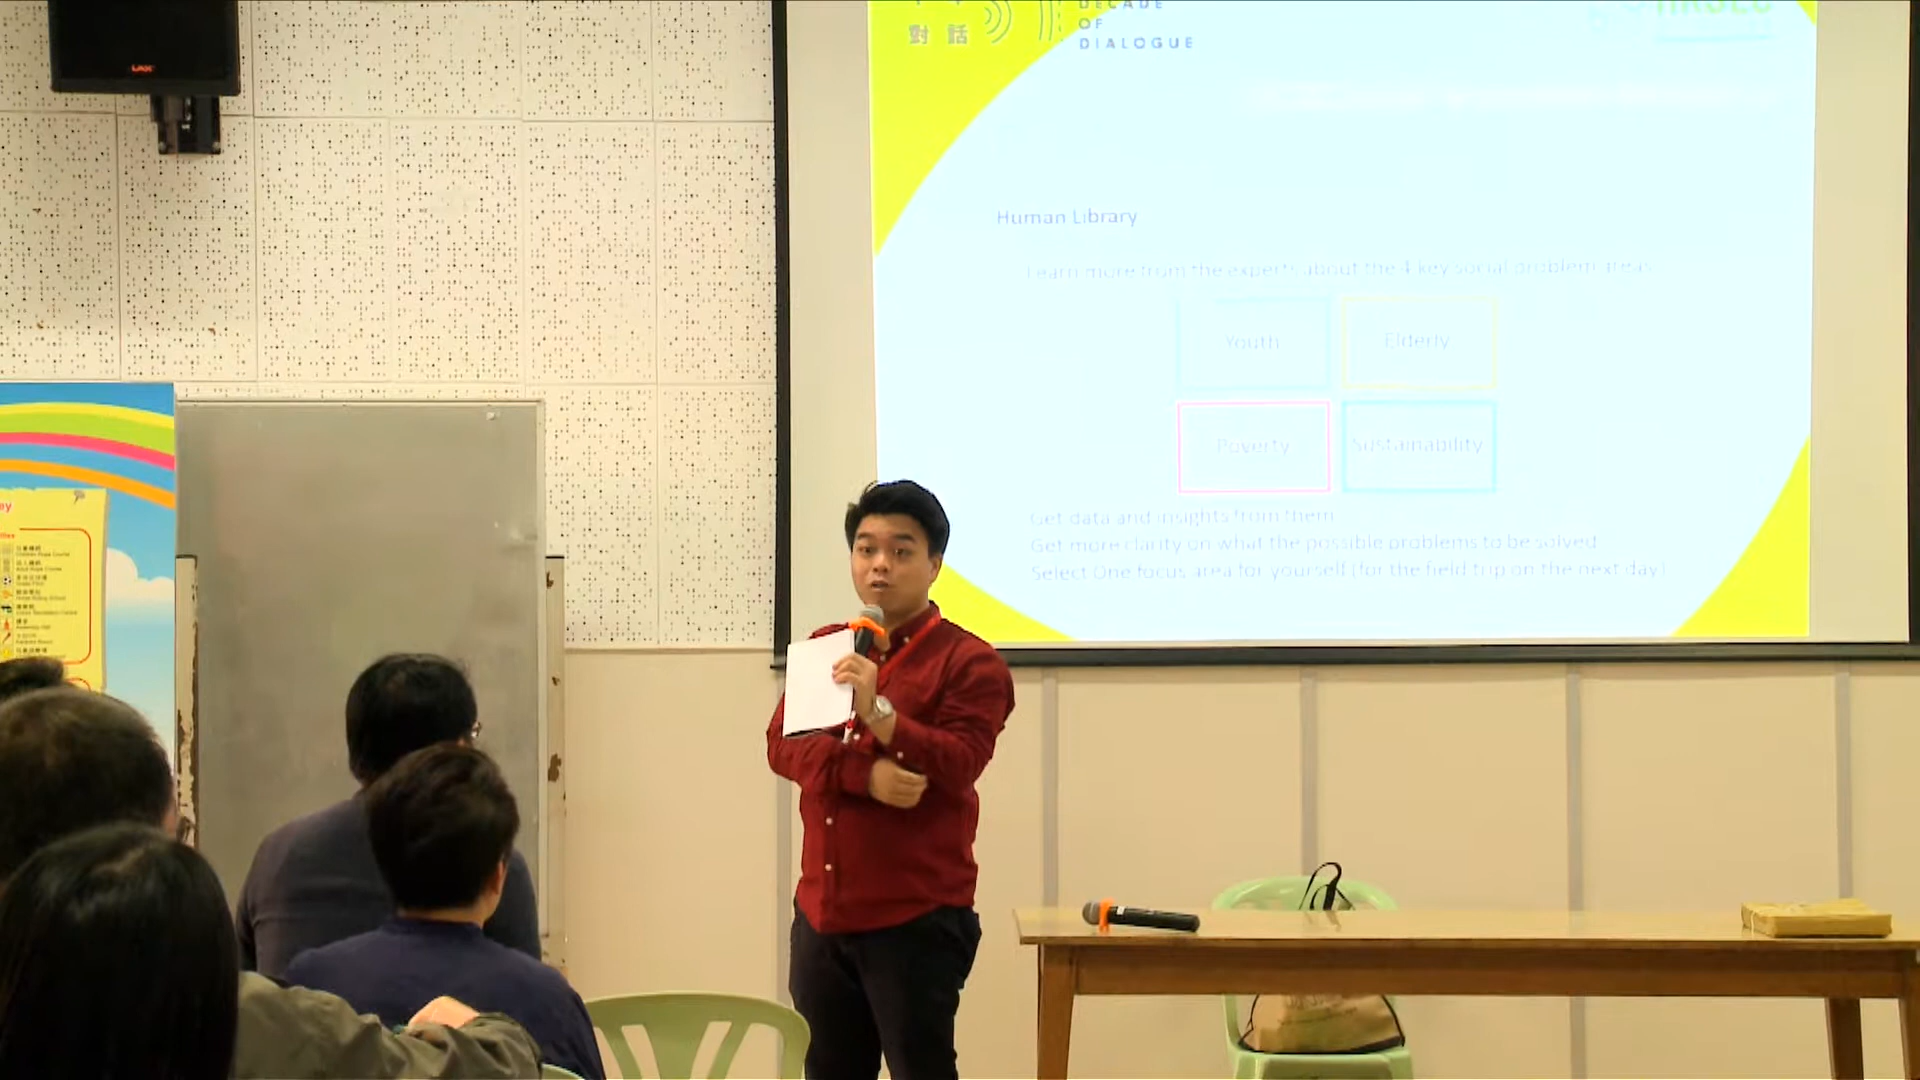 DECADE
OF
DIALOGUE
對話
HKSEC
Human Library
Learn more from the experts about the 4 key social problem areas
Youth
Elderly
Poverty
Sustainability
Get data and insights from them
Get more clarity on what the possible problems to be solved
Select One focus area for yourself (for the field trip on the next day)
LAX